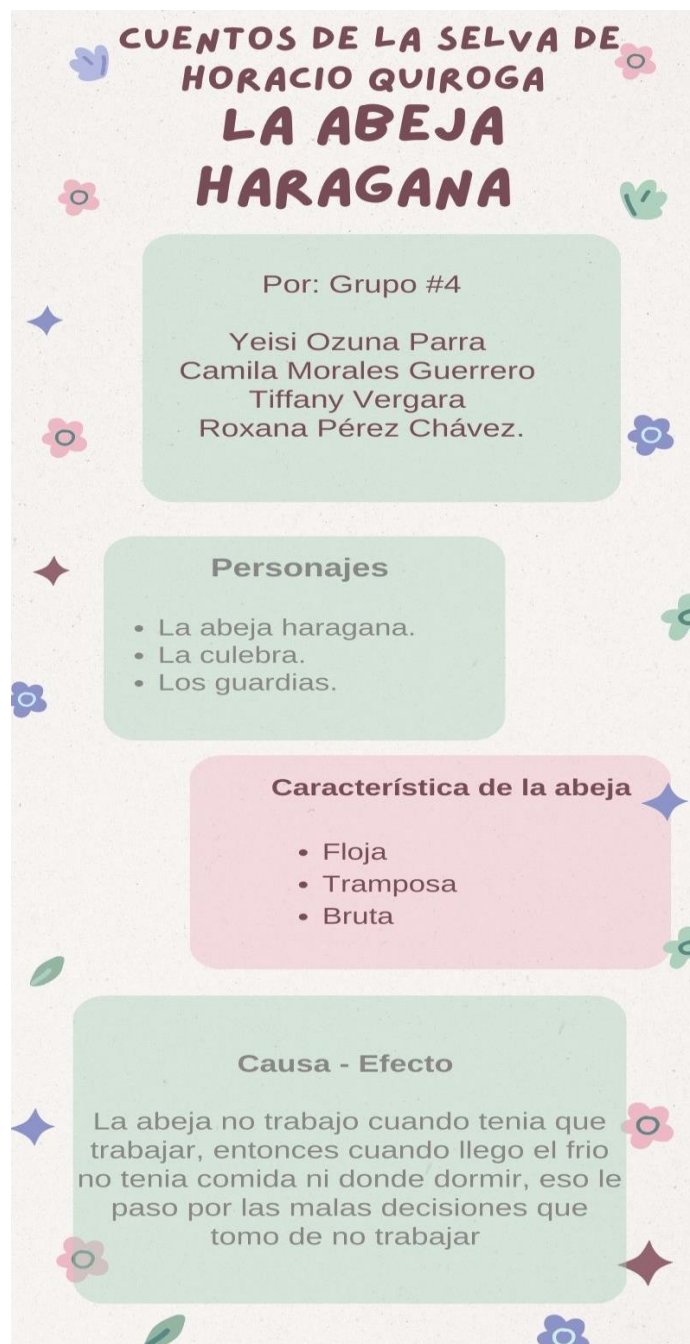 CUENTOS DE LA SELVA DE
HORACIO QUIROGA
LA ABEJA
HARAGANA
Por: Grupo #4
Yeisi Ozuna Parra
Camila Morales Guerrero
Tiffany Vergara
Roxana Pérez Chávez.
Personajes
• La abeja haragana.
• La culebra.
• Los guardias.
Característica de la abeja
• Floja
• Tramposa
• Bruta
Causa - Efecto
La abeja no trabajo cuando tenia que
trabajar, entonces cuando llego el frio
no tenia comida ni donde dormir, eso le
paso por las malas decisiones que
tomo de no trabajar